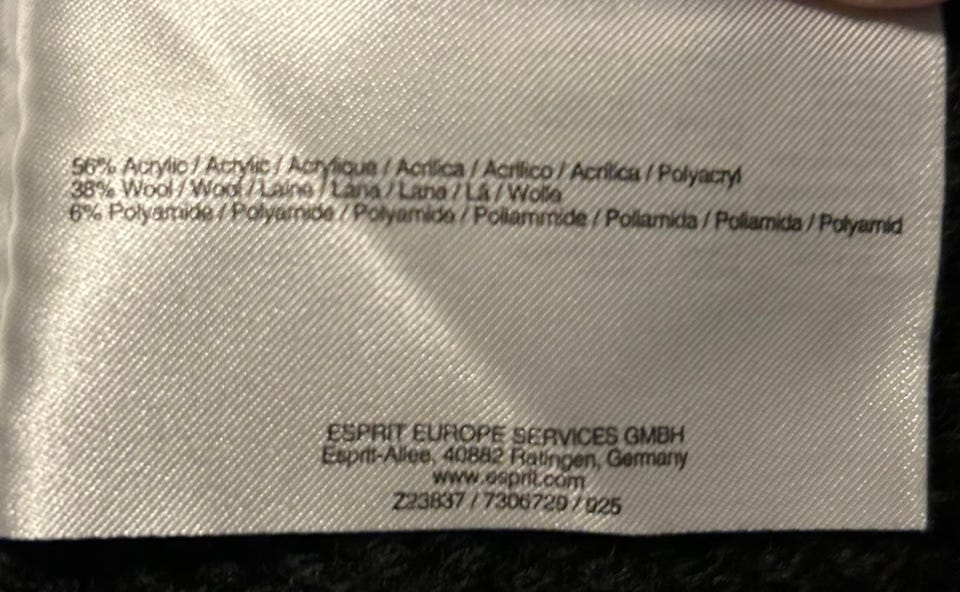 56% Acrylic / Acrylic / Acrylique / Acrilica / Acrilico / Acrílica / Polyacryl
38% Wool / Wool / Laine / Lana / Lana / Lã / Wolle
6% Polyamide / Polyamide / Polyamide / Poliammide / Poliamida / Poliamida / Polyamid
ESPRIT EUROPE SERVICES GMBH
Esprit-Allee, 40882 Ratingen, Germany
www.esprit.com
Z23837 / 7306729 / 925